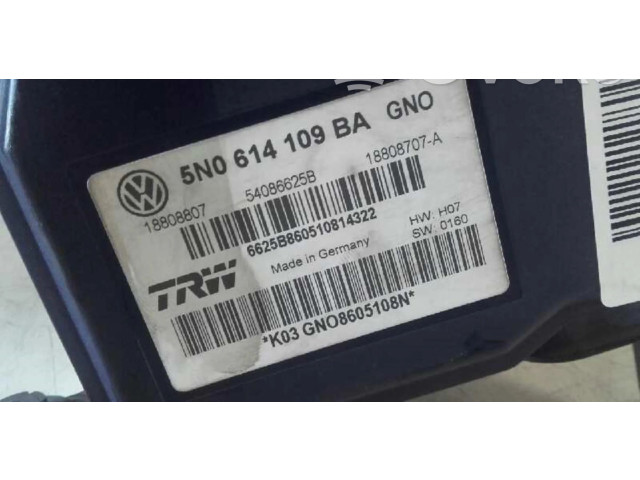 5N0 614 109 BA GNO
18808807 54086625B 18808707-A
6625B860510814322
HW: H07
SW: 0160
Made in Germany
TRW
*K03 GNO8605108N*